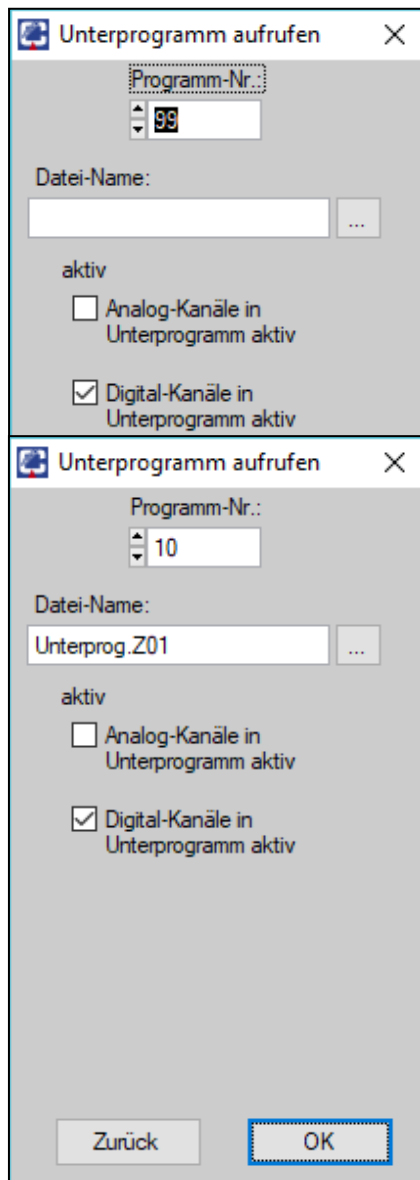 Unterprogramm aufrufen
Programm-Nr.:
99
Datei-Name:
...
aktiv
Analog-Kanäle in
Unterprogramm aktiv
Digital-Kanäle in
Unterprogramm aktiv
Unterprogramm aufrufen
Programm-Nr.:
10
Datei-Name:
Unterprog.Z01 ...
aktiv
Analog-Kanäle in
Unterprogramm aktiv
Digital-Kanäle in
Unterprogramm aktiv
Zurück OK